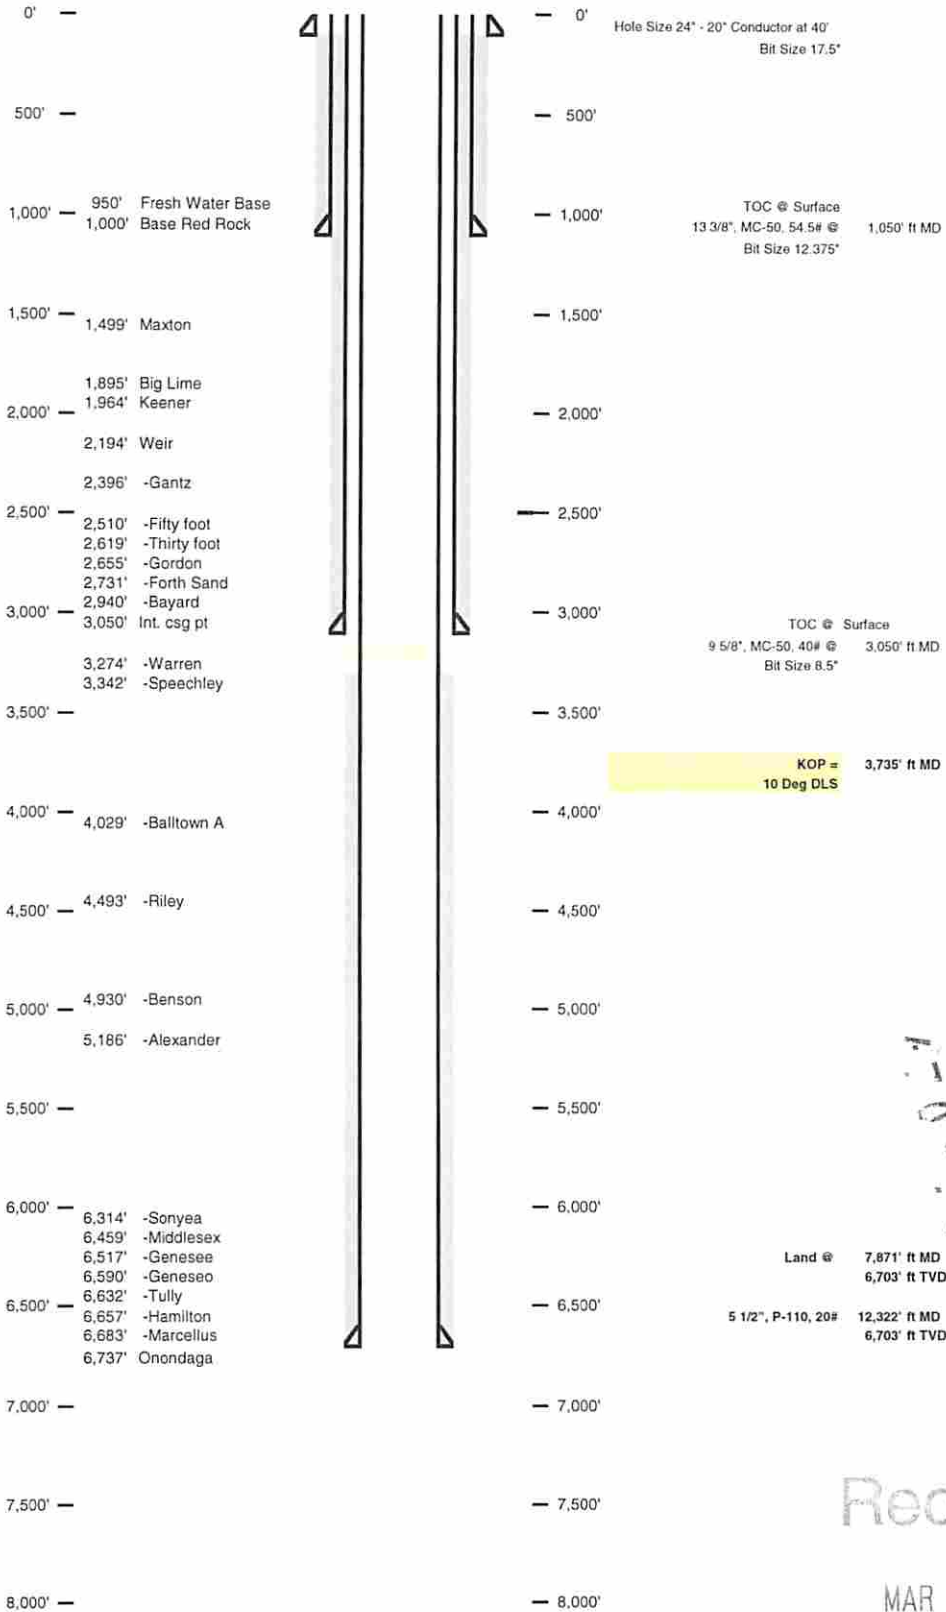 0'
0'
Hole Size 24" - 20" Conductor at 40'
Bit Size 17.5"
500'
500'
950' Fresh Water Base
1,000'
1,000' Base Red Rock
1,000'
TOC @ Surface
13 3/8", MC-50, 54.5# @ 1,050' ft MD
Bit Size 12.375"
1,500'
1,499' Maxton
1,500'
1,895' Big Lime
1,964' Keener
2,000'
2,000'
2,194' Weir
2,396' -Gantz
2,500'
2,500'
2,510' -Fifty foot
2,619' -Thirty foot
2,655' -Gordon
2,731' -Forth Sand
2,940' -Bayard
3,000'
3,000'
3,050' Int. csg pt
TOC @ Surface
9 5/8", MC-50, 40# @ 3,050' ft MD
Bit Size 8.5"
3,274' -Warren
3,342' -Speechley
3,500'
3,500'
KOP = 3,735' ft MD
10 Deg DLS
4,000'
4,000'
4,029' -Balltown A
4,493' -Riley
4,500'
4,500'
4,930' -Benson
5,000'
5,000'
5,186' -Alexander
5,500'
5,500'
6,000'
6,000'
6,314' -Sonyea
6,459' -Middlesex
6,517' -Genesee
6,590' -Geneseo
Land @ 7,871' ft MD
6,703' ft TVD
6,632' -Tully
6,500'
6,500'
6,657' -Hamilton
6,683' -Marcellus
6,737' Onondaga
5 1/2", P-110, 20# 12,322' ft MD
6,703' ft TVD
7,000'
7,000'
7,500'
7,500'
8,000'
8,000'
MAR